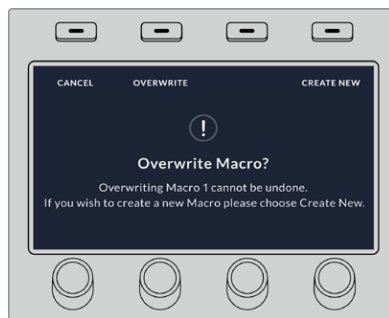 CANCEL OVERWRITE CREATE NEW
Overwrite Macro?
Overwriting Macro 1 cannot be undone.
If you wish to create a new Macro please choose Create New.